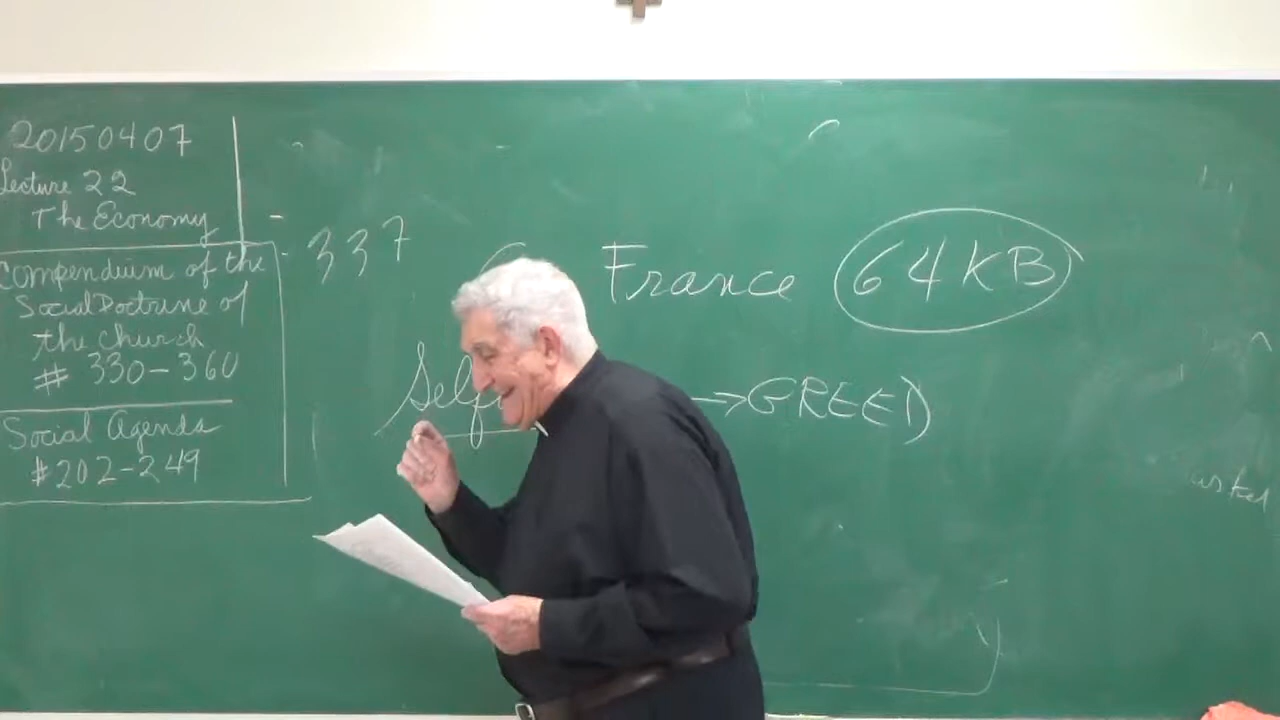 20150407
Lecture 22
The Economy
Compendium of the
Social Doctrine of
the Church
# 330-360
Social Agenda
#202-249
337
France 64KB
→GREED